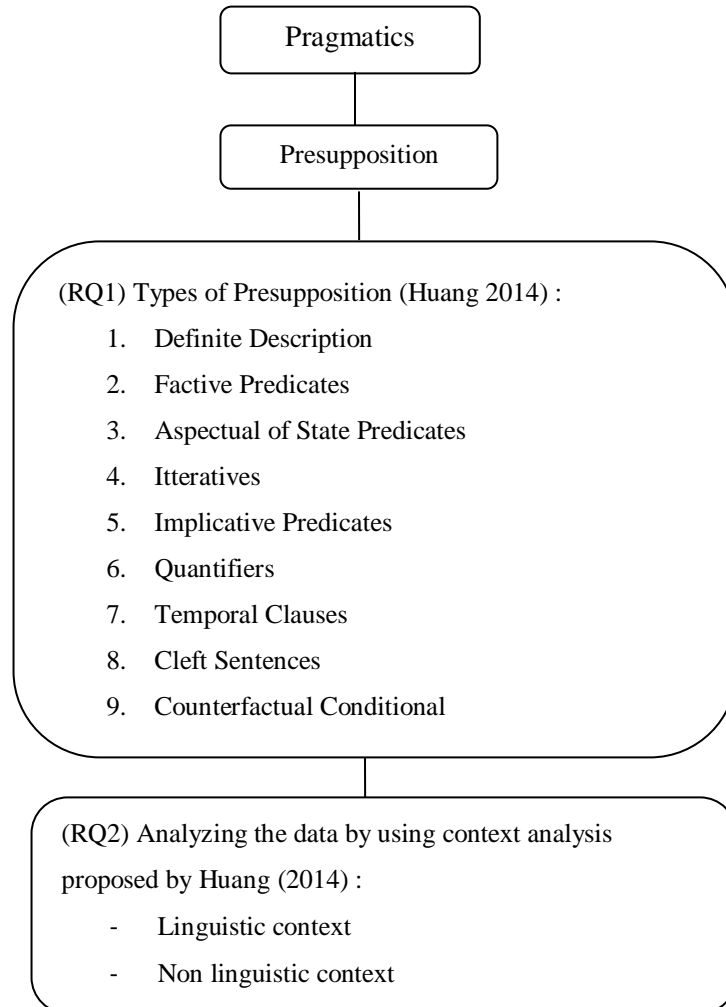 Pragmatics
Presupposition
(RQ1) Types of Presupposition (Huang 2014) :
1. Definite Description
2. Factive Predicates
3. Aspectual of State Predicates
4. Itteratives
5. Implicative Predicates
6. Quantifiers
7. Temporal Clauses
8. Cleft Sentences
9. Counterfactual Conditional
(RQ2) Analyzing the data by using context analysis
proposed by Huang (2014) :
- Linguistic context
- Non linguistic context